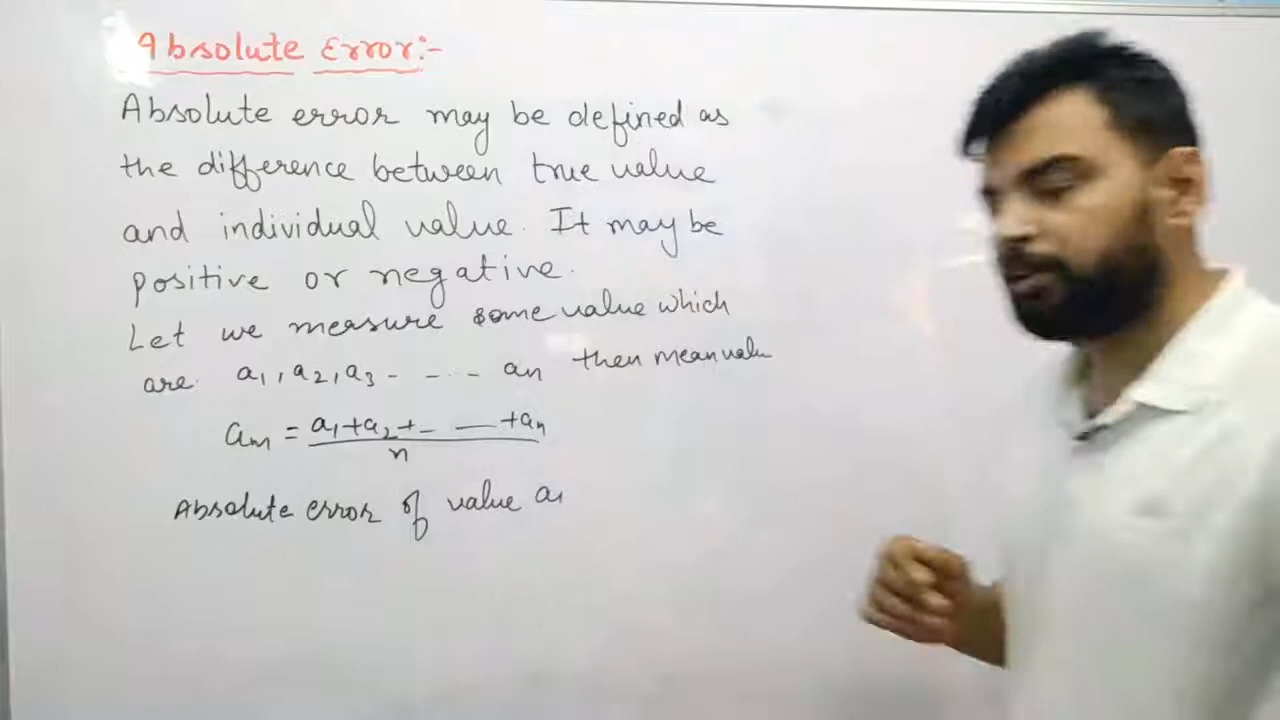 Absolute Error:-
Absolute error may be defined as
the difference between true value
and individual value. It may be
positive or negative.
Let we measure some value which
are a1, a2, a3 - - - - an then mean valu
am = a1+a2+- — +an / n
Absolute error of value a1